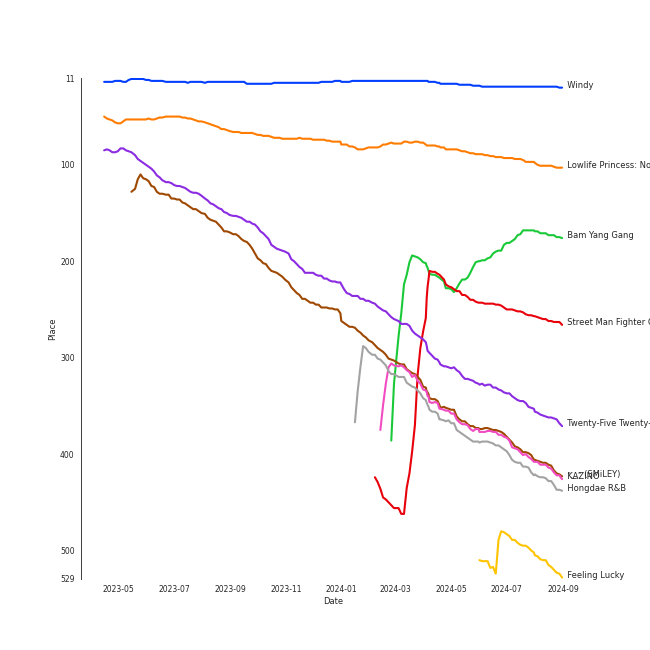 11
100
200
300
400
500
529
Place
Windy
Lowlife Princess: No
Bam Yang Gang
Street Man Fighter
Twenty-Five Twenty-
KAZINO
(SMiLEY)
Hongdae R&B
Feeling Lucky
2023-05
2023-07
2023-09
2023-11
2024-01
2024-03
2024-05
2024-07
2024-09
Date